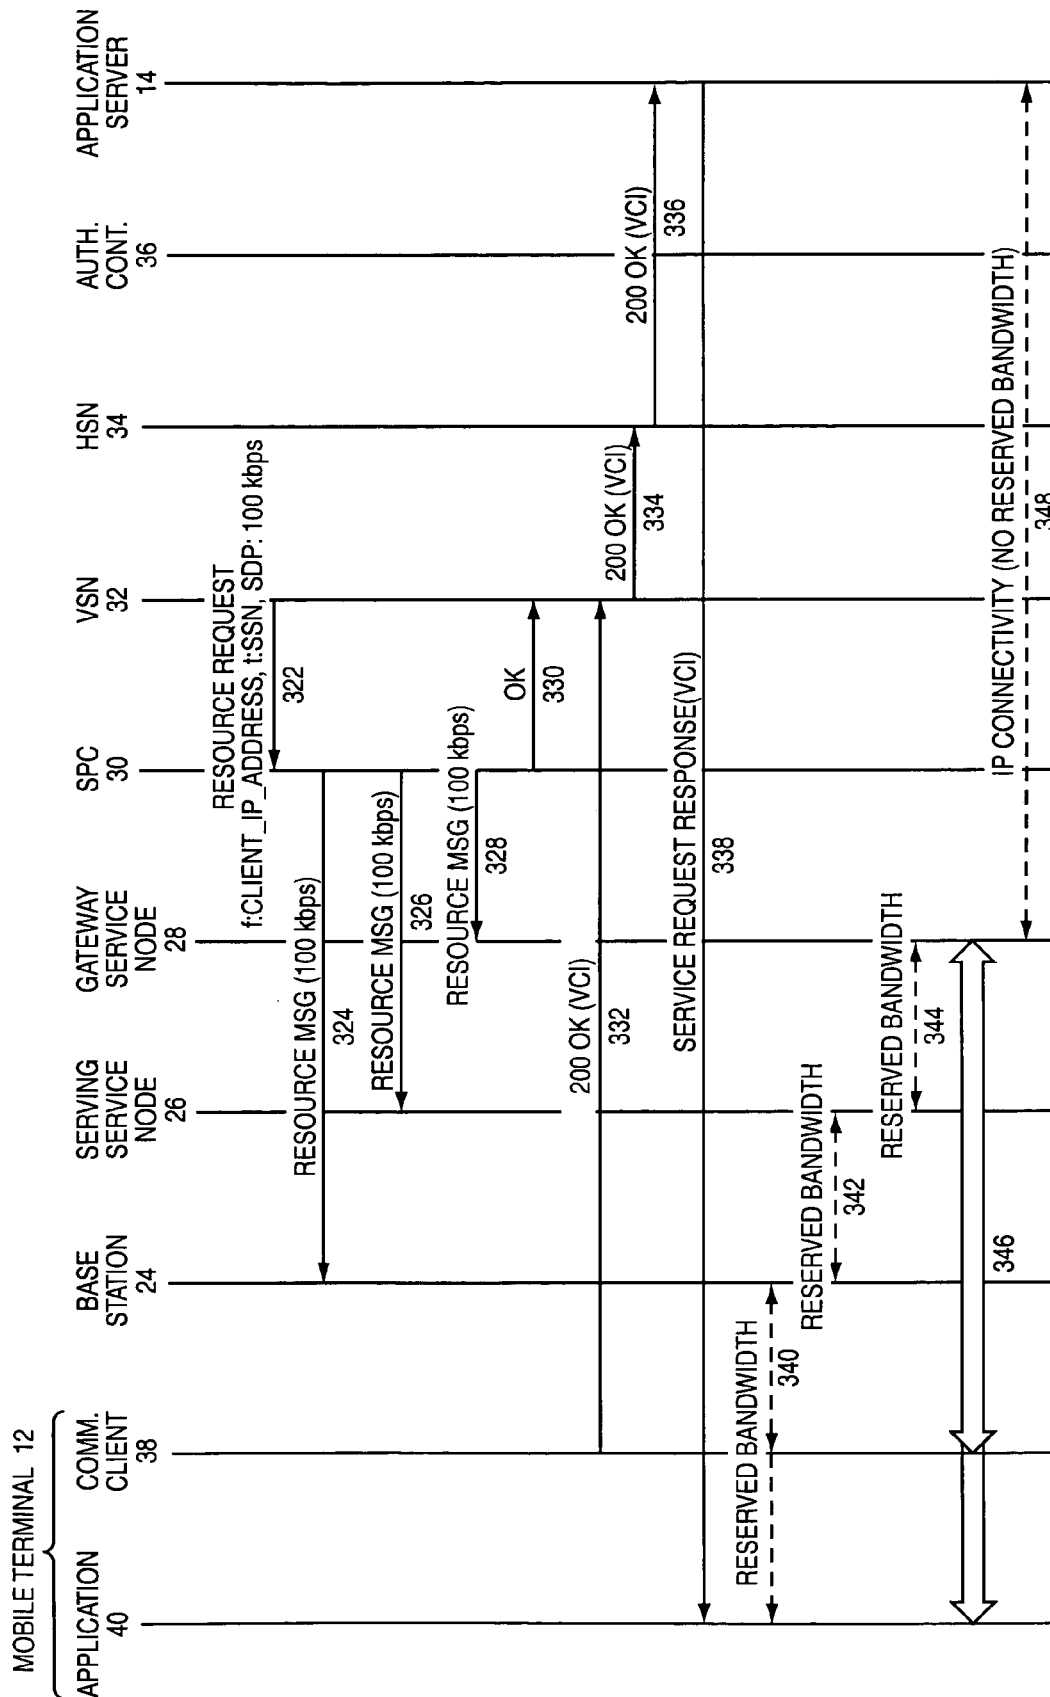 MOBILE TERMINAL 12
APPLICATION
40
COMM.
CLIENT
38
BASE
STATION
24
SERVING
SERVICE
NODE
26
GATEWAY
SERVICE
NODE
28
SPC
30
VSN
32
HSN
34
AUTH.
CONT.
36
APPLICATION
SERVER
14
RESOURCE REQUEST
f:CLIENT_IP_ADDRESS, t:SSN, SDP: 100 kbps
322
RESOURCE MSG (100 kbps)
324
RESOURCE MSG (100 kbps)
326
RESOURCE MSG (100 kbps)
328
OK
330
200 OK (VCI)
332
200 OK (VCI)
334
200 OK (VCI)
336
SERVICE REQUEST RESPONSE(VCI)
338
RESERVED BANDWIDTH
340
RESERVED BANDWIDTH
342
RESERVED BANDWIDTH
344
346
IP CONNECTIVITY (NO RESERVED BANDWIDTH)
348